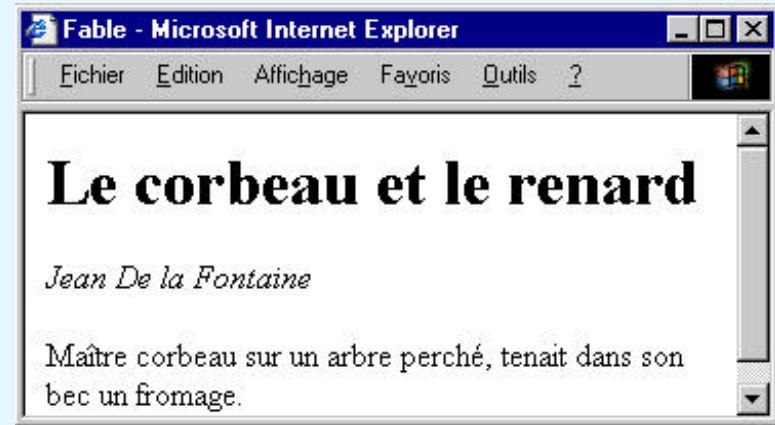 Fable - Microsoft Internet Explorer
Fichier Edition Affichage Favoris Outils ?
Le corbeau et le renard
Jean De la Fontaine
Maître corbeau sur un arbre perché, tenait dans son
bec un fromage.